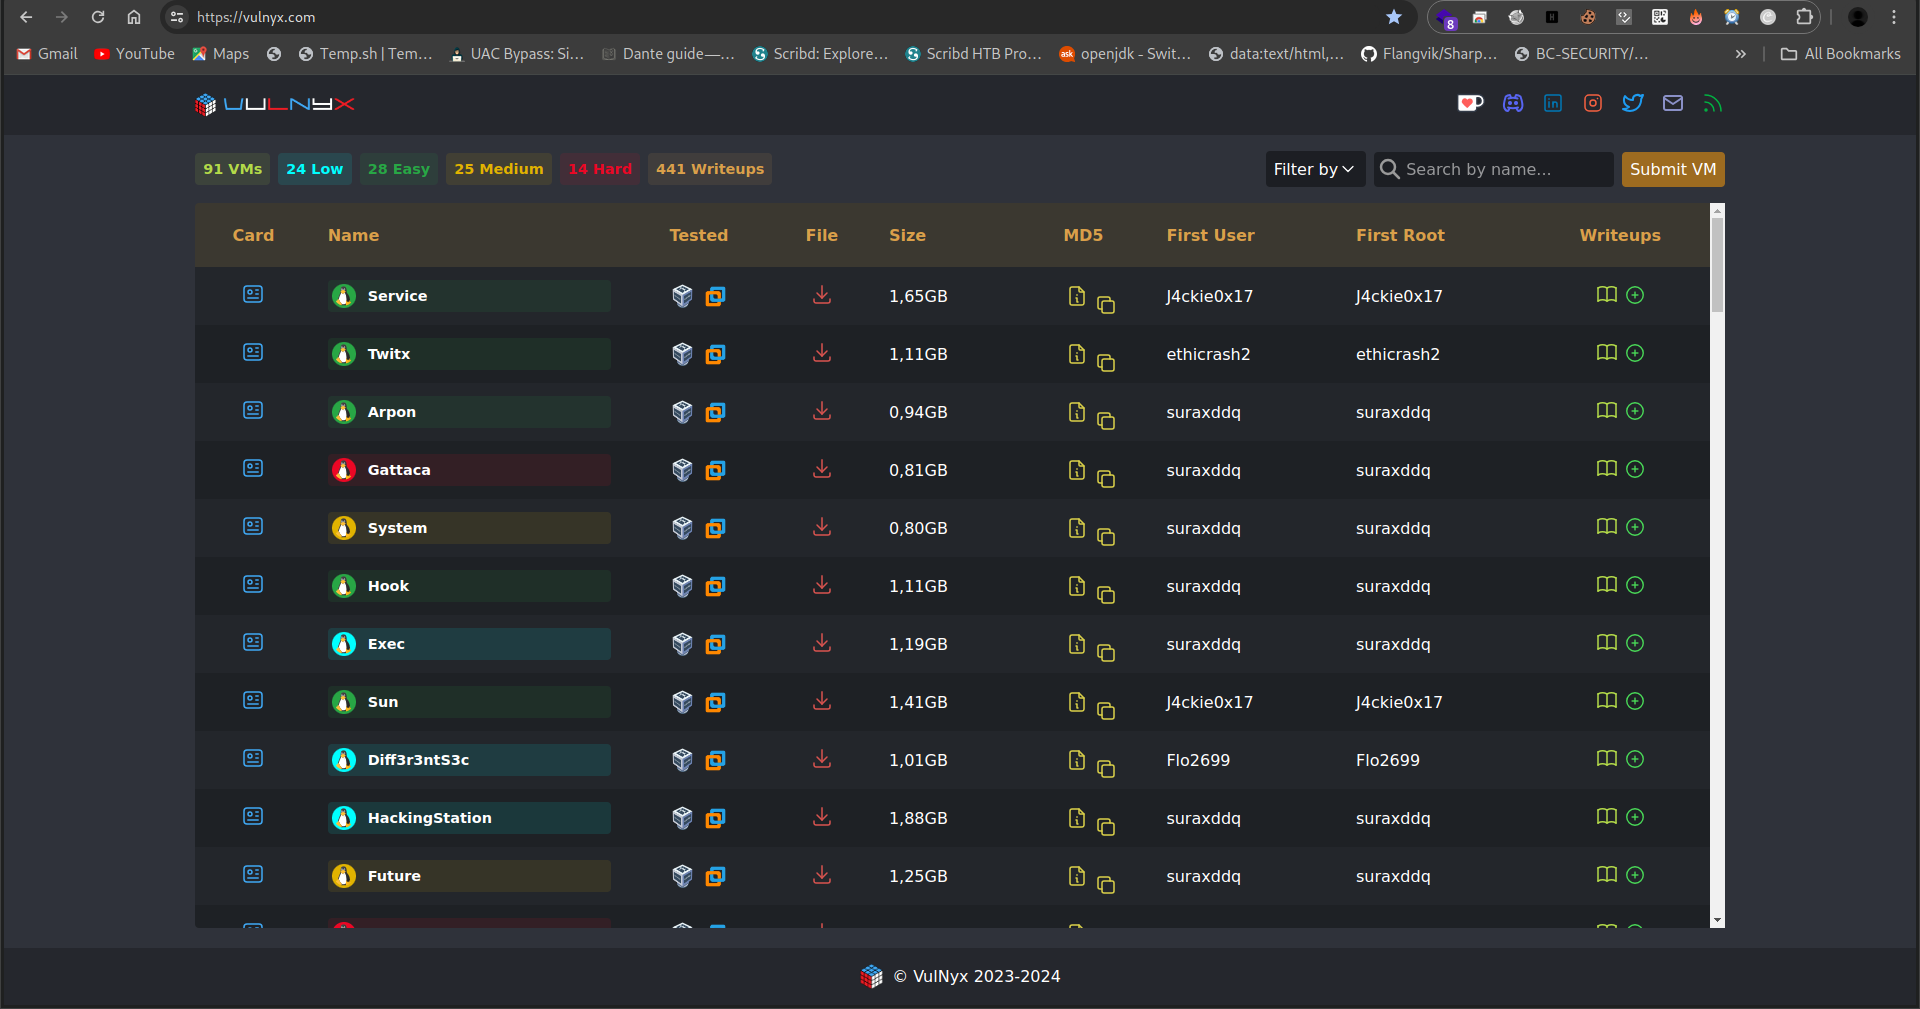 https://vulnyx.com
8
Gmail YouTube Maps Temp.sh | Tem... UAC Bypass: Si... Dante guide—... Scribd: Explore... Scribd HTB Pro... ask openjdk - Swit... data:text/html,... Flangvik/Sharp... BC-SECURITY/... » All Bookmarks
VULNYX in
91 VMs 24 Low 28 Easy 25 Medium 14 Hard 441 Writeups Filter by Search by name... Submit VM
Card Name Tested File Size MD5 First User First Root Writeups
Service 1,65GB J4ckie0x17 J4ckie0x17
Twitx 1,11GB ethicrash2 ethicrash2
Arpon 0,94GB suraxddq suraxddq
Gattaca 0,81GB suraxddq suraxddq
System 0,80GB suraxddq suraxddq
Hook 1,11GB suraxddq suraxddq
Exec 1,19GB suraxddq suraxddq
Sun 1,41GB J4ckie0x17 J4ckie0x17
Diff3r3ntS3c 1,01GB Flo2699 Flo2699
HackingStation 1,88GB suraxddq suraxddq
Future 1,25GB suraxddq suraxddq
© VulNyx 2023-2024